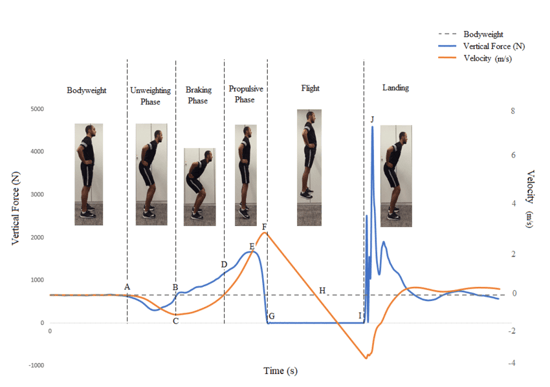 Bodyweight
Vertical Force (N)
Velocity (m/s)
Bodyweight
Unweighting
Phase
Braking
Phase
Propulsive
Phase
Flight
Landing
5000
4000
3000
2000
1000
0
-1000
Vertical Force (N)
8
6
4
2
0
-2
-4
Velocity (m/s)
A
B
C
D
E
F
G
H
I
J
0
Time (s)